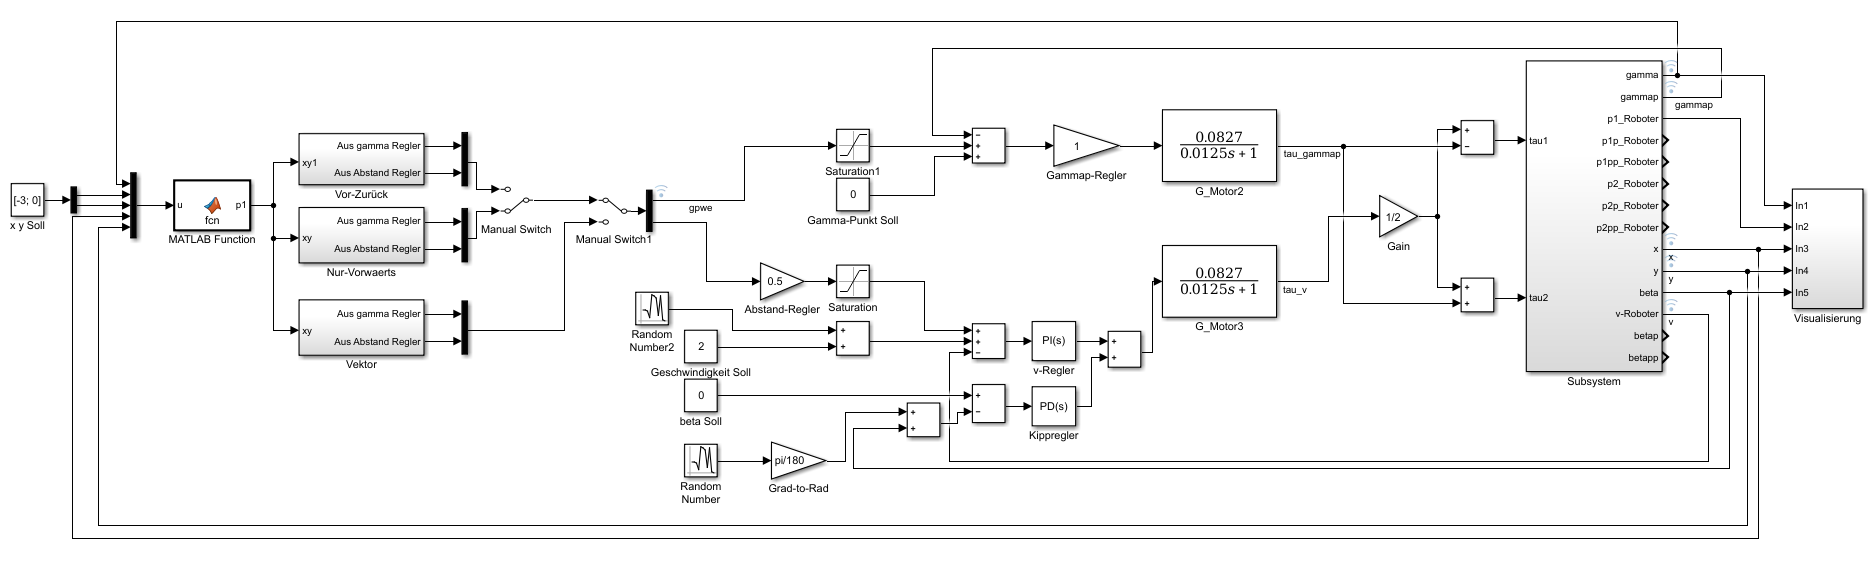 [-3; 0]
x y Soll
u
fcn
p1
MATLAB Function
xy1
Aus gamma Regler
Aus Abstand Regler
Vor-Zurück
xy
Aus gamma Regler
Aus Abstand Regler
Nur-Vorwaerts
xy
Aus gamma Regler
Aus Abstand Regler
Vektor
Manual Switch
Manual Switch1
gpwe
Saturation1
0
Gamma-Punkt Soll
0.5
Abstand-Regler
Saturation
Random
Number2
2
Geschwindigkeit Soll
0
beta Soll
Random
Number
pi/180
Grad-to-Rad
−
+
+
1
Gammap-Regler
0.0827
0.0125s + 1
G_Motor2
tau_gammap
+
+
+
+
−
PI(s)
v-Regler
+
+
+
−
PD(s)
Kippregler
+
+
0.0827
0.0125s + 1
G_Motor3
tau_v
1/2
Gain
+
−
+
+
tau1
tau2
gamma
gammap
p1_Roboter
p1p_Roboter
p1pp_Roboter
p2_Roboter
p2p_Roboter
p2pp_Roboter
x
y
beta
v-Roboter
betap
betapp
Subsystem
gammap
x
y
v
In1
In2
In3
In4
In5
Visualisierung